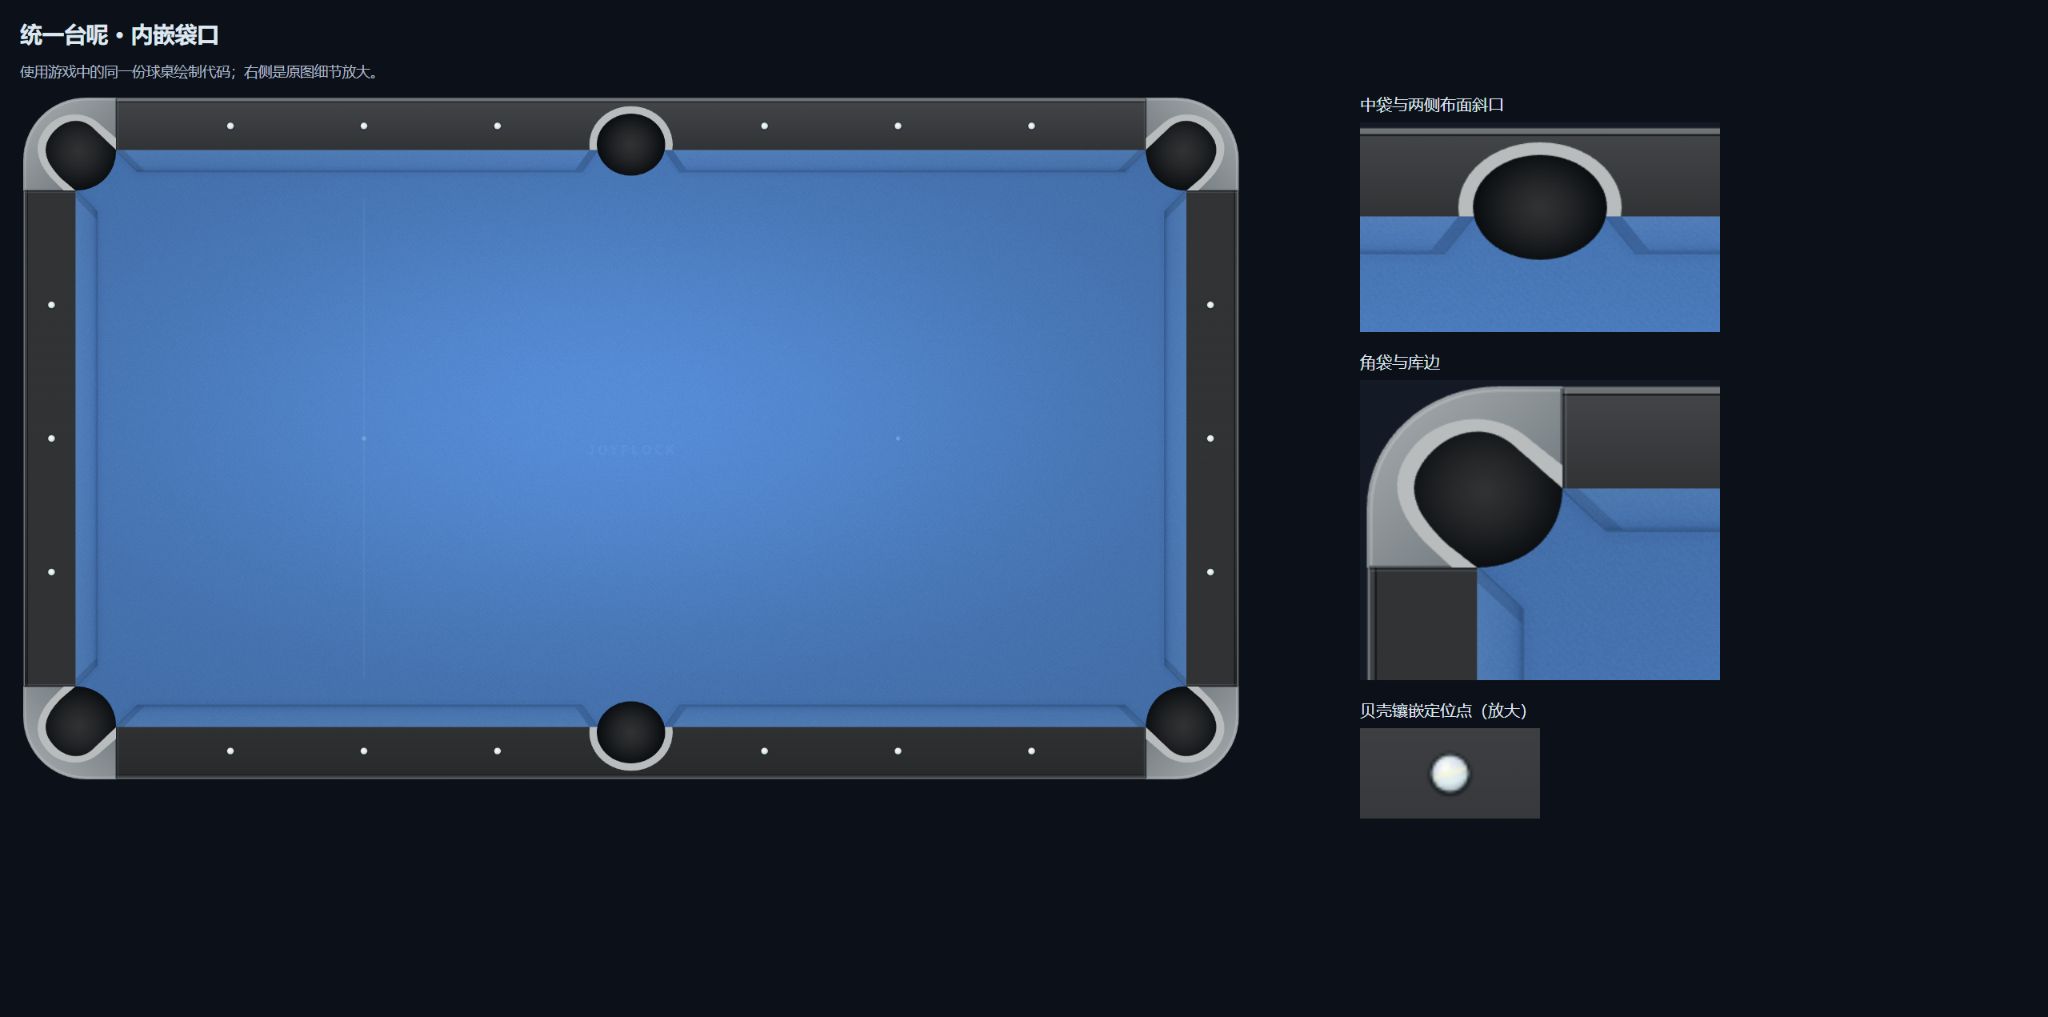 统一台呢・内嵌袋口
使用游戏中的同一份球桌绘制代码；右侧是原图细节放大。
中袋与两侧布面斜口
角袋与库边
JOYFLOCK
贝壳镶嵌定位点（放大）